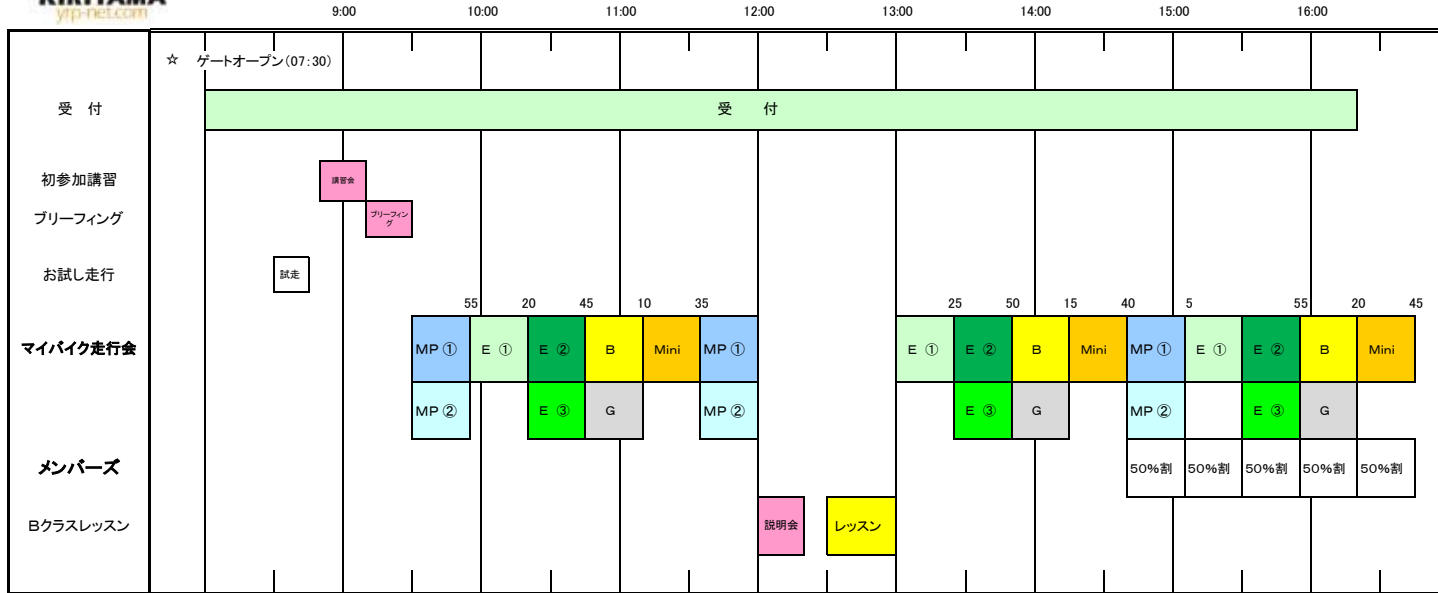 KIRIYAMA
yrp-net.com
9:00 10:00 11:00 12:00 13:00 14:00 15:00 16:00
☆ ゲートオープン(07:30)
受 付 受 付
初参加講習 講習会
ブリーフィング ブリーフィン
グ
お試し走行 試走
55 20 45 10 35 25 50 15 40 5 55 20 45
マイバイク走行会 MP ① E ① E ② B Mini MP ① E ① E ② B Mini MP ① E ① E ② B Mini
MP ② E ③ G MP ② E ③ G MP ② E ③ G
メンバーズ 50%割 50%割 50%割 50%割 50%割
Bクラスレッスン 説明会 レッスン